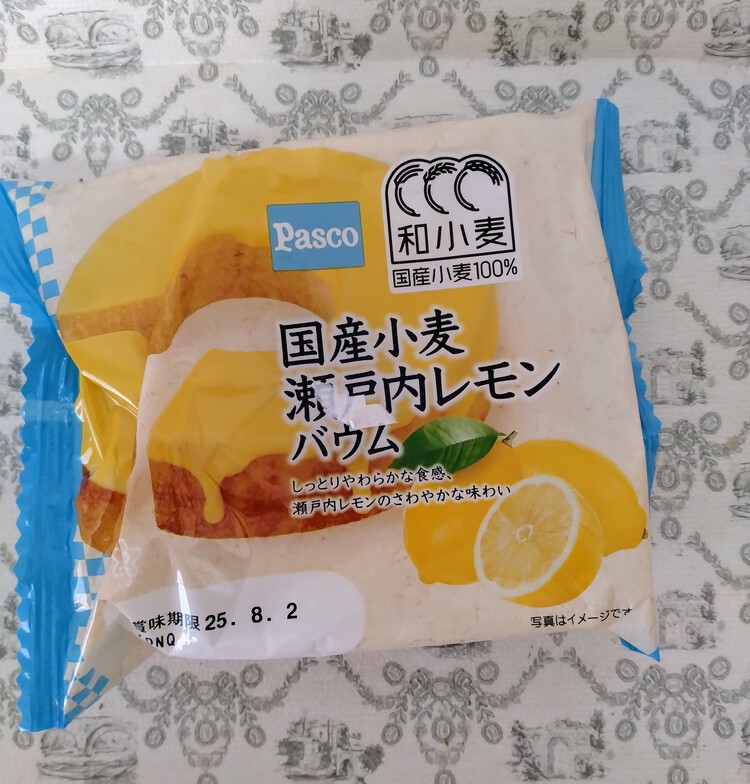 Pasco
和小麦
国産小麦100%
国産小麦
瀬戸内レモン
バウム
しっとりやわらかな食感、
瀬戸内レモンのさわやかな味わい
賞味期限 25. 8. 2
写真はイメージです